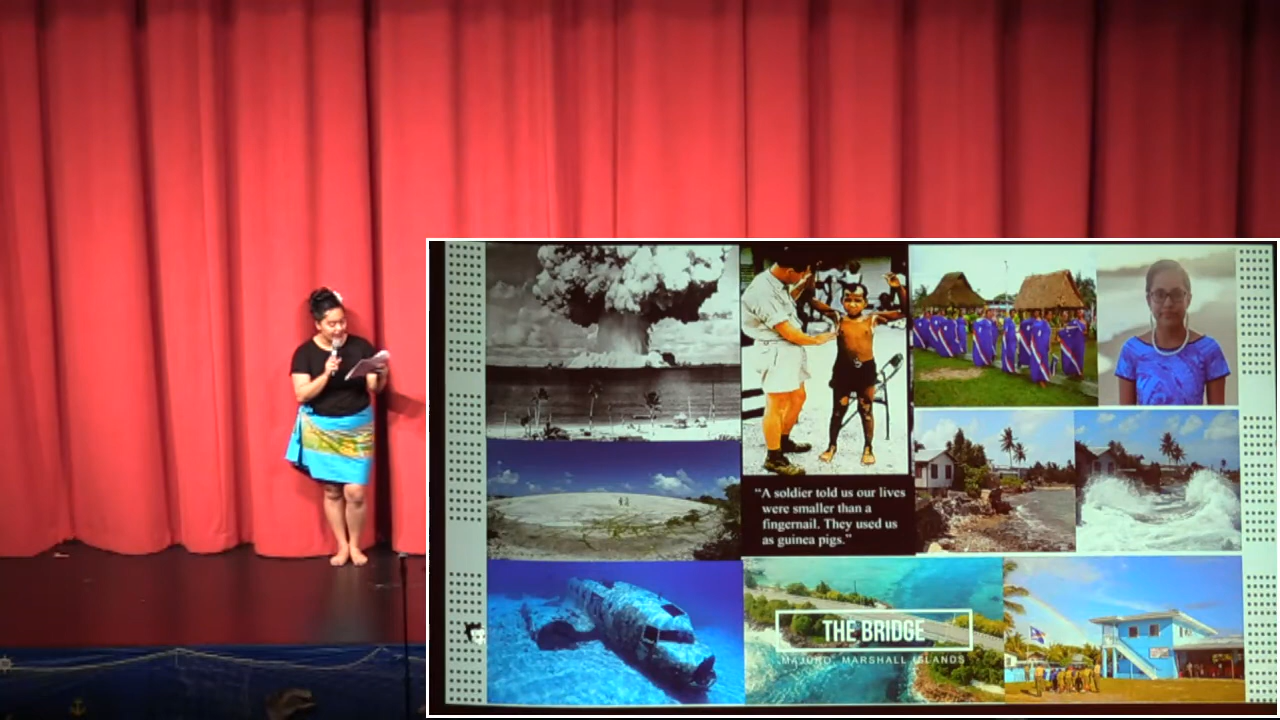 “A soldier told us our lives
were smaller than a
fingernail. They used us
as guinea pigs.”
THE BRIDGE
MAJURO, MARSHALL ISLANDS